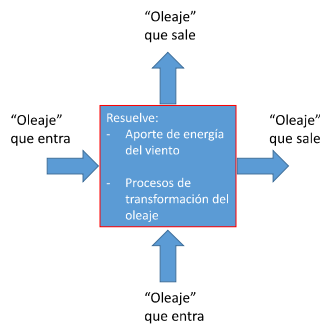 “Oleaje”
que sale
“Oleaje”
que entra
Resuelve:
- Aporte de energía
del viento
- Procesos de
transformación del
oleaje
“Oleaje”
que sale
“Oleaje”
que entra